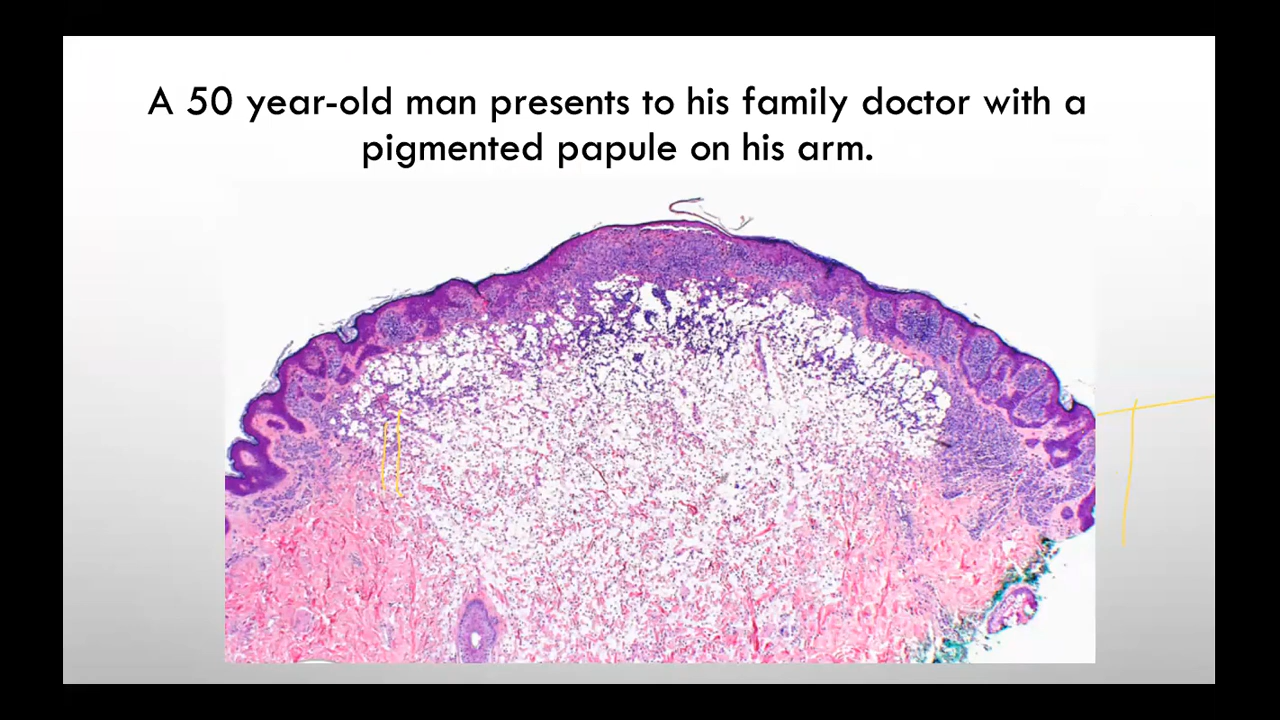 A 50 year-old man presents to his family doctor with a
pigmented papule on his arm.